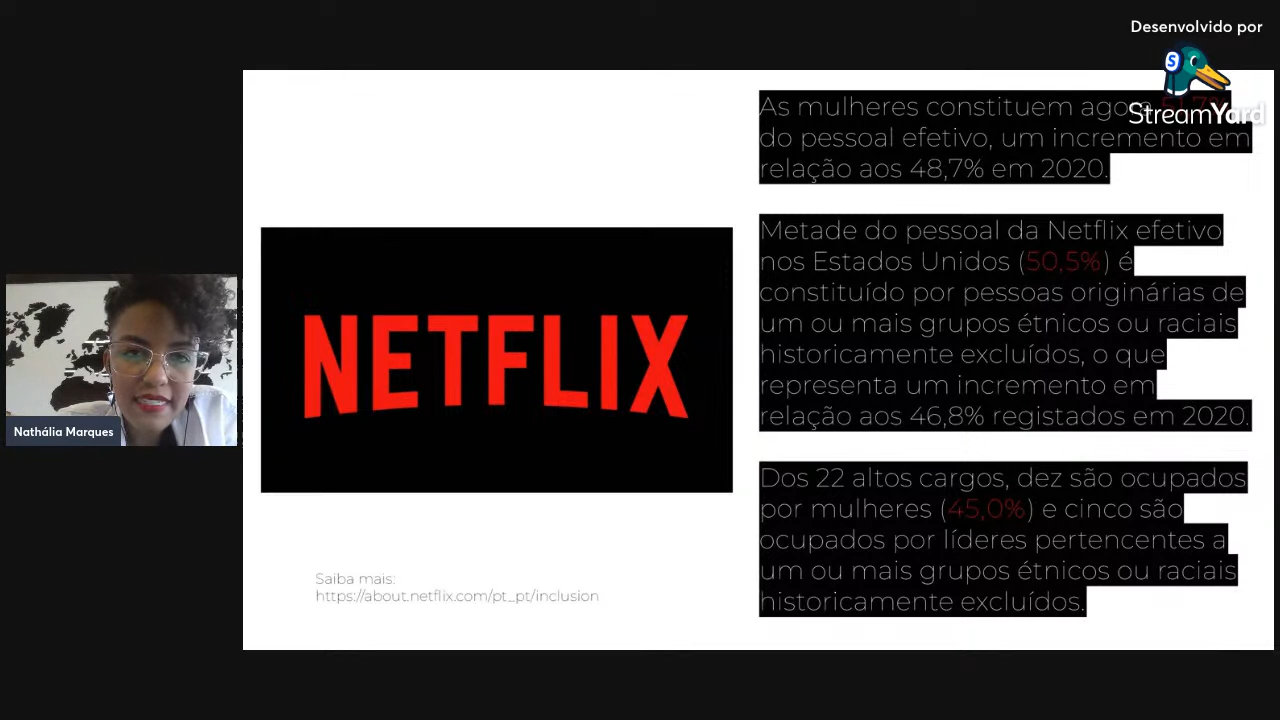 Desenvolvido por
StreamYard
As mulheres constituem agora 51,7%
do pessoal efetivo, um incremento em
relação aos 48,7% em 2020.
Metade do pessoal da Netflix efetivo
nos Estados Unidos (50,5%) é
constituído por pessoas originárias de
um ou mais grupos étnicos ou raciais
historicamente excluídos, o que
representa um incremento em
relação aos 46,8% registados em 2020.
NETFLIX
Nathália Marques
Dos 22 altos cargos, dez são ocupados
por mulheres (45,0%) e cinco são
ocupados por líderes pertencentes a
um ou mais grupos étnicos ou raciais
historicamente excluídos.
Saiba mais:
https://about.netflix.com/pt_pt/inclusion